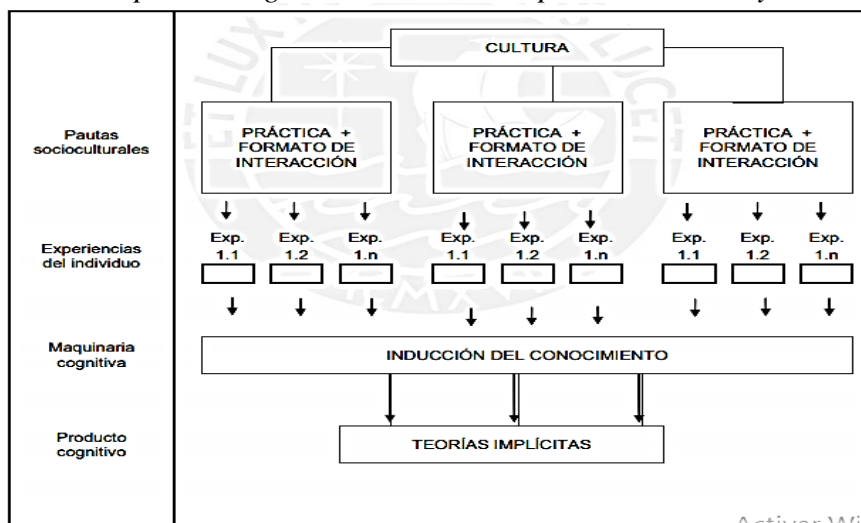 CULTURA
Pautas
socioculturales
PRÁCTICA +
FORMATO DE
INTERACCIÓN
PRÁCTICA +
FORMATO DE
INTERACCIÓN
PRÁCTICA +
FORMATO DE
INTERACCIÓN
Experiencias
del individuo
Exp.
1.1
Exp.
1.2
Exp.
1.n
Exp.
1.1
Exp.
1.2
Exp.
1.n
Exp.
1.1
Exp.
1.2
Exp.
1.n
Maquinaria
cognitiva
INDUCCIÓN DEL CONOCIMIENTO
Producto
cognitivo
TEORÍAS IMPLÍCITAS
Activer